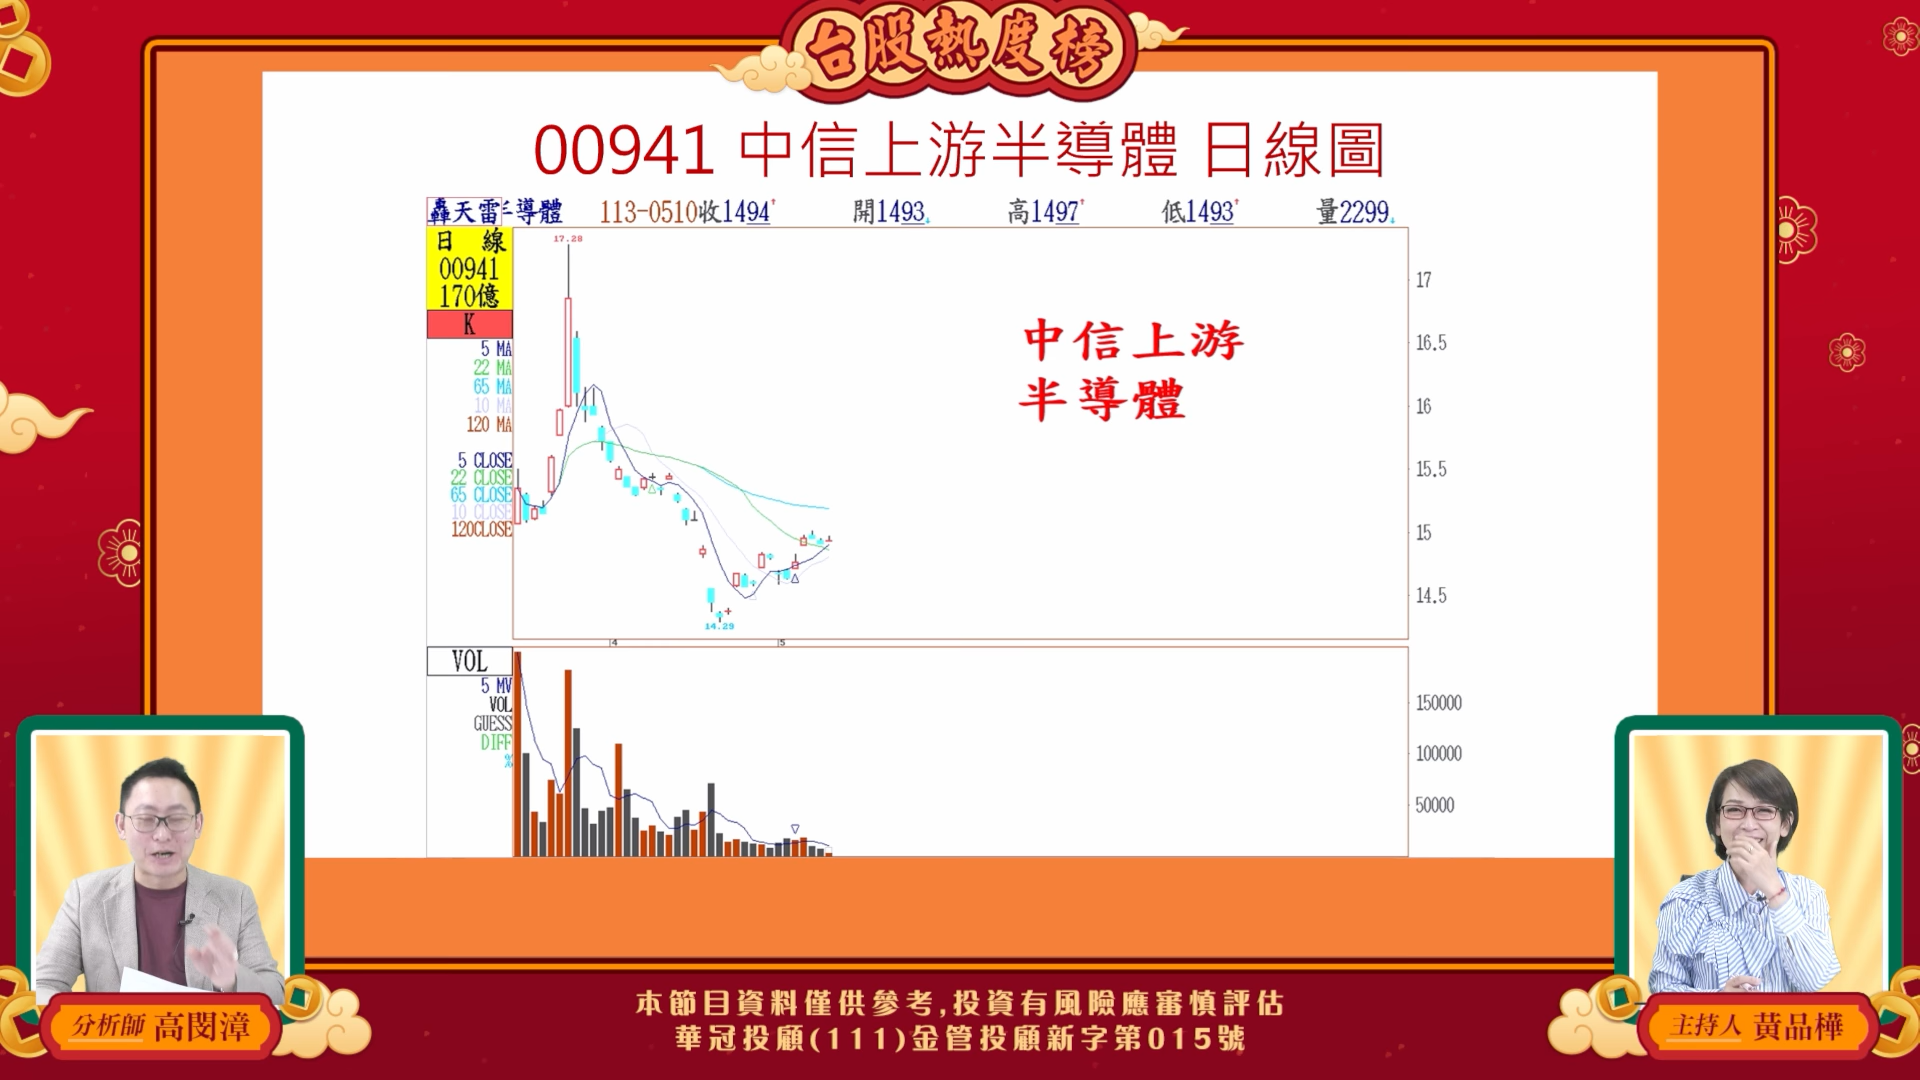 台股熱度榜
00941 中信上游半導體 日線圖
轟天雷半導體 113-0510收1494↑ 開1493↓ 高1497↑ 低1493↑ 量2299↓
日 線
00941
170億
K
5 MA
22 MA
65 MA
10 MA
120 MA
5 CLOSE
22 CLOSE
65 CLOSE
10 CLOSE
120CLOSE
17.28
中信上游
半導體
17
16.5
16
15.5
15
14.5
14.29
4
5
VOL
5 MV
VOL
GUESS
DIFF
%
150000
100000
50000
分析師 高閔漳
主持人 黃品樺
本節目資料僅供參考,投資有風險應審慎評估
華冠投顧(111)金管投顧新字第015號